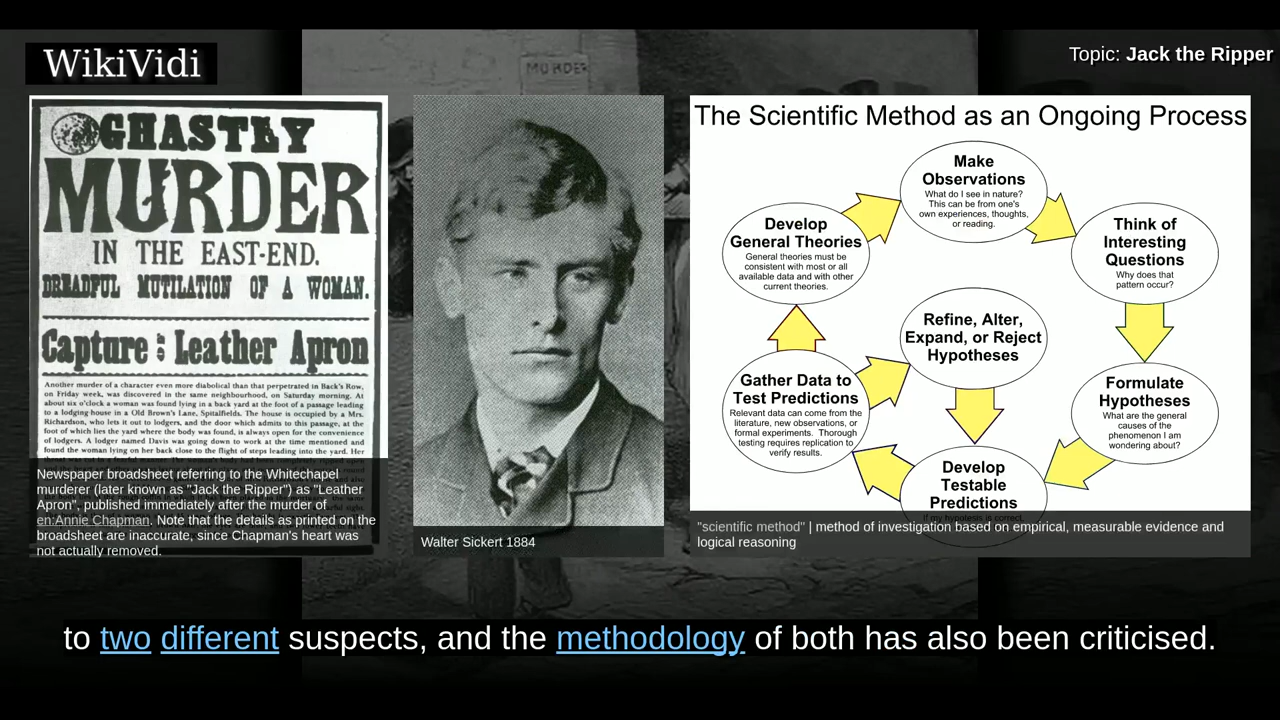 WikiVidi
Topic: Jack the Ripper
MURDER
GHASTLY
MURDER
IN THE EAST-END.
DREADFUL MUTILATION OF A WOMAN.
Capture : Leather Apron
Another murder of a character even more diabolical than that perpetrated in Back's Row,
on Friday week, was discovered in the same neighbourhood, on Saturday morning. At
about six o'clock a woman was found lying in a back yard at the foot of a passage leading
to a lodging house in a Old Brown's Lane, Spitalfields. The house is occupied by a Mrs.
Richardson, who lets it out to lodgers, and the door which admits to this passage, at the
foot of which lies the yard where the body was found, is always open for the convenience
of lodgers. A lodger named Davis was going down to work at the time mentioned and
found the woman lying on her back close to the flight of steps leading into the yard. Her
Newspaper broadsheet referring to the Whitechapel
murderer (later known as "Jack the Ripper") as "Leather
Apron", published immediately after the murder of
en:Annie Chapman. Note that the details as printed on the
broadsheet are inaccurate, since Chapman's heart was
not actually removed.
Walter Sickert 1884
The Scientific Method as an Ongoing Process
Make
Observations
What do I see in nature?
This can be from one's
own experiences, thoughts,
or reading.
Think of
Interesting
Questions
Why does that
pattern occur?
Formulate
Hypotheses
What are the general
causes of the
phenomenon I am
wondering about?
Develop
Testable
Predictions
If my hypotesis is correct,
Gather Data to
Test Predictions
Relevant data can come from the
literature, new observations, or
formal experiments. Thorough
testing requires replication to
verify results.
Refine, Alter,
Expand, or Reject
Hypotheses
Develop
General Theories
General theories must be
consistent with most or all
available data and with other
current theories.
"scientific method" | method of investigation based on empirical, measurable evidence and
logical reasoning
to two different suspects, and the methodology of both has also been criticised.